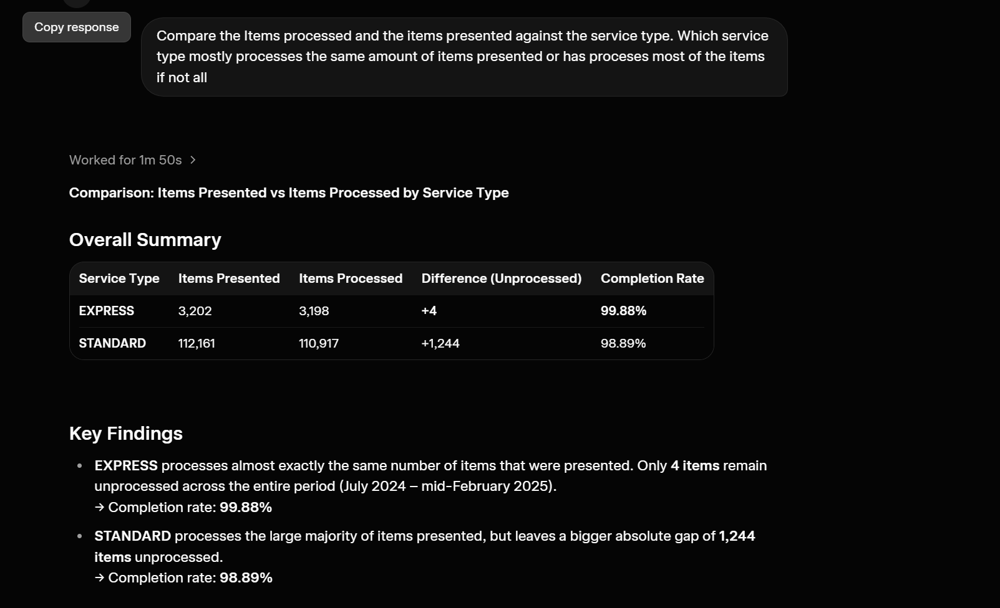 Copy response
Compare the Items processed and the items presented against the service type. Which service
type mostly processes the same amount of items presented or has proceses most of the items
if not all
Worked for 1m 50s >
Comparison: Items Presented vs Items Processed by Service Type
Overall Summary
Service Type Items Presented Items Processed Difference (Unprocessed) Completion Rate
EXPRESS 3,202 3,198 +4 99.88%
STANDARD 112,161 110,917 +1,244 98.89%
Key Findings
• EXPRESS processes almost exactly the same number of items that were presented. Only 4 items remain
unprocessed across the entire period (July 2024 – mid-February 2025).
→ Completion rate: 99.88%
• STANDARD processes the large majority of items presented, but leaves a bigger absolute gap of 1,244
items unprocessed.
→ Completion rate: 98.89%